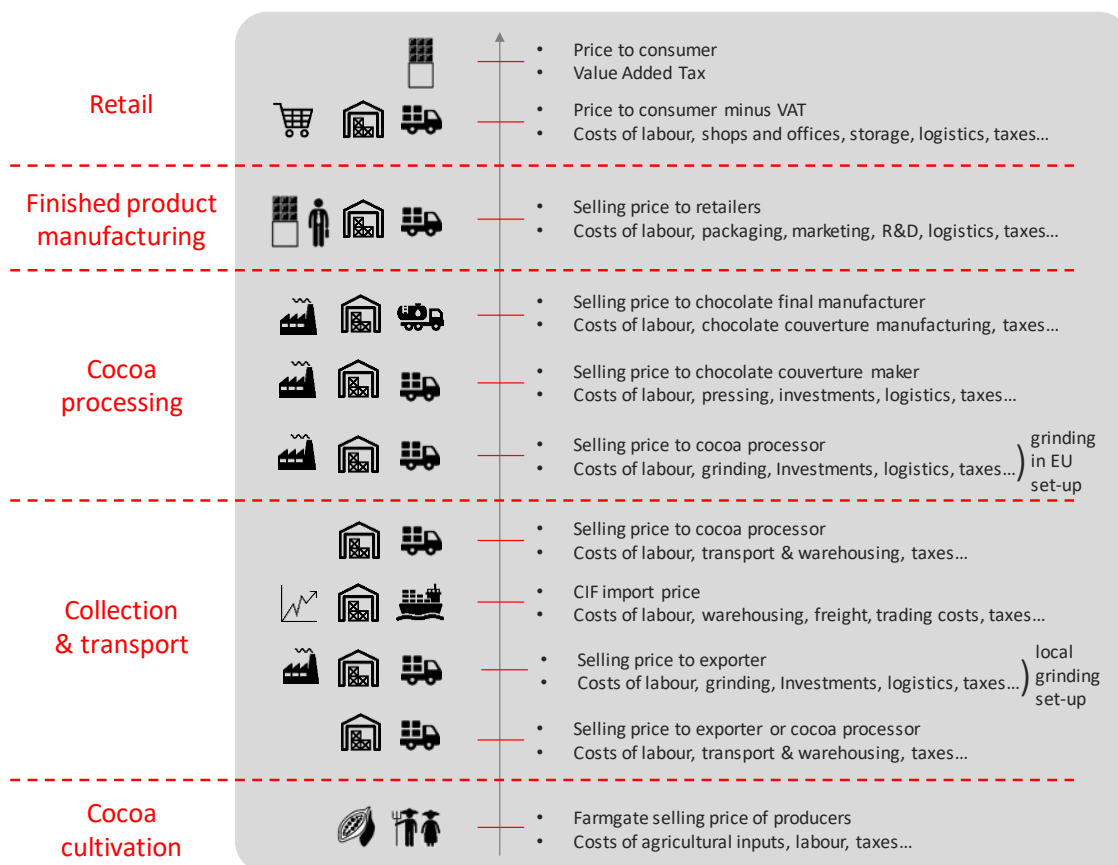 Retail
• Price to consumer
• Value Added Tax
• Price to consumer minus VAT
• Costs of labour, shops and offices, storage, logistics, taxes…
Finished product
manufacturing
• Selling price to retailers
• Costs of labour, packaging, marketing, R&D, logistics, taxes…
Cocoa
processing
• Selling price to chocolate final manufacturer
• Costs of labour, chocolate couverture manufacturing, taxes…
• Selling price to chocolate couverture maker
• Costs of labour, pressing, investments, logistics, taxes…
• Selling price to cocoa processor
• Costs of labour, grinding, Investments, logistics, taxes…
) grinding
in EU
set-up
Collection
& transport
• Selling price to cocoa processor
• Costs of labour, transport & warehousing, taxes…
• CIF import price
• Costs of labour, warehousing, freight, trading costs, taxes…
• Selling price to exporter
• Costs of labour, grinding, Investments, logistics, taxes…
) local
grinding
set-up
• Selling price to exporter or cocoa processor
• Costs of labour, transport & warehousing, taxes…
Cocoa
cultivation
• Farmgate selling price of producers
• Costs of agricultural inputs, labour, taxes…